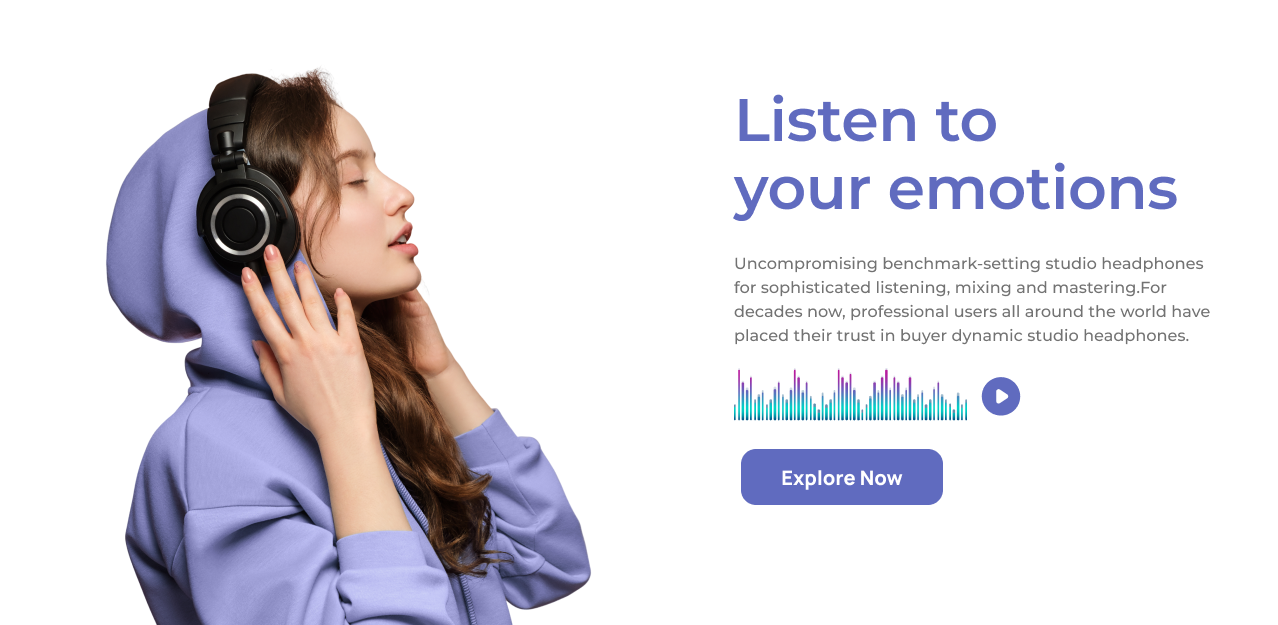 Listen to
your emotions
Uncompromising benchmark-setting studio headphones
for sophisticated listening, mixing and mastering.For
decades now, professional users all around the world have
placed their trust in buyer dynamic studio headphones.
Explore Now